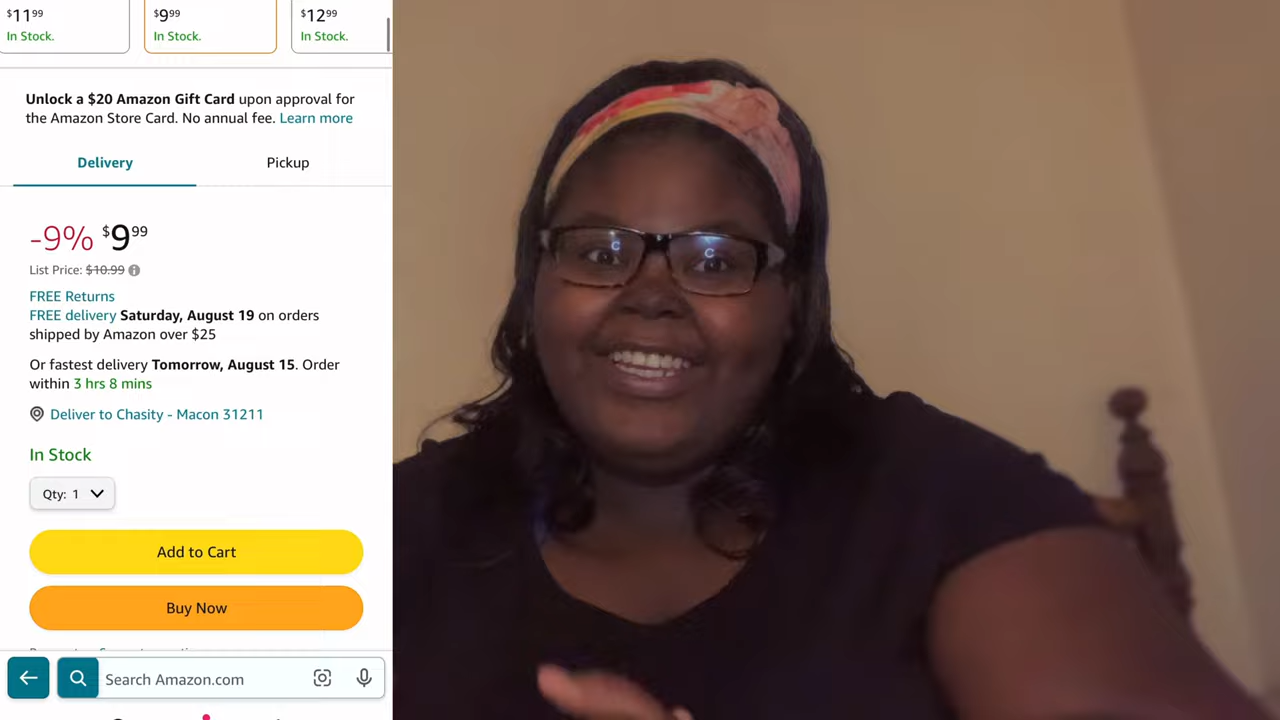 $11.99
$9.99
$12.99
In Stock.
In Stock.
In Stock.
Unlock a $20 Amazon Gift Card upon approval for
the Amazon Store Card. No annual fee. Learn more
Delivery
Pickup
-9% $9.99
List Price: $10.99
FREE Returns
FREE delivery Saturday, August 19 on orders
shipped by Amazon over $25
Or fastest delivery Tomorrow, August 15. Order
within 3 hrs 8 mins
Deliver to Chasity - Macon 31211
In Stock
Qty: 1
Add to Cart
Buy Now
Search Amazon.com